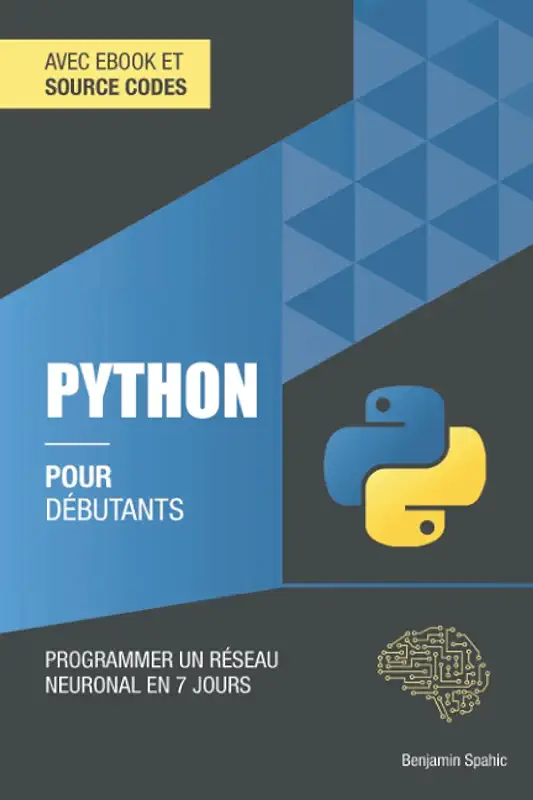 AVEC EBOOK ET
SOURCE CODES
PYTHON
POUR
DÉBUTANTS
PROGRAMMER UN RÉSEAU
NEURONAL EN 7 JOURS
Benjamin Spahic